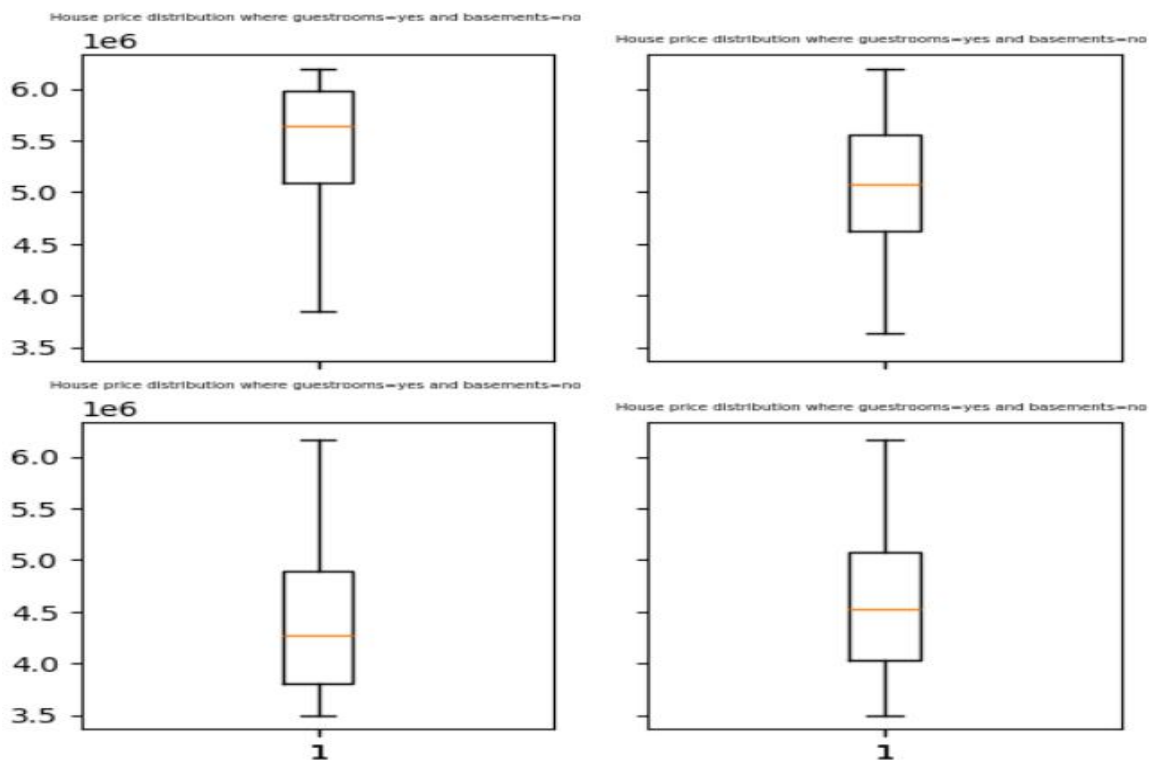 House price distribution where guestrooms=yes and basements=no
1e6
6.0
5.5
5.0
4.5
4.0
3.5
House price distribution where guestrooms=yes and basements=no
House price distribution where guestrooms=yes and basements=no
1e6
6.0
5.5
5.0
4.5
4.0
3.5
1
House price distribution where guestrooms=yes and basements=no
1